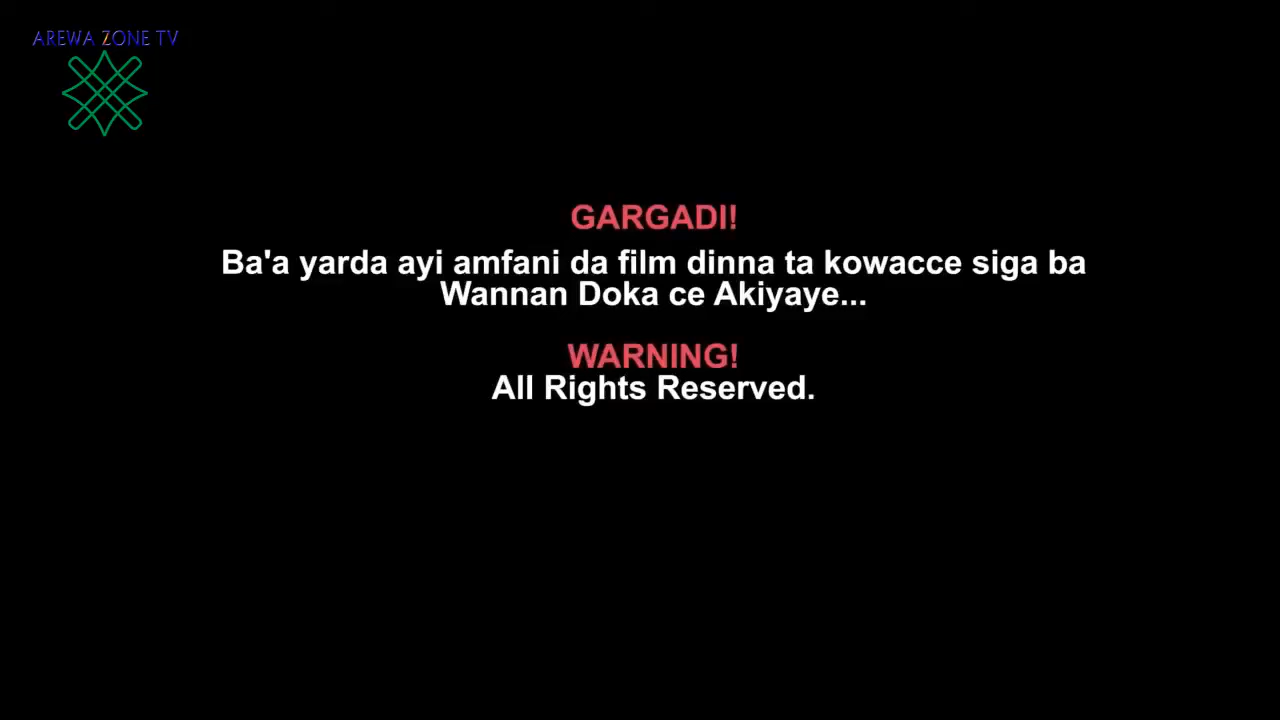 AREWA ZONE TV
GARGADI!
Ba'a yarda ayi amfani da film dinna ta kowacce siga ba
Wannan Doka ce Akiyaye...
WARNING!
All Rights Reserved.